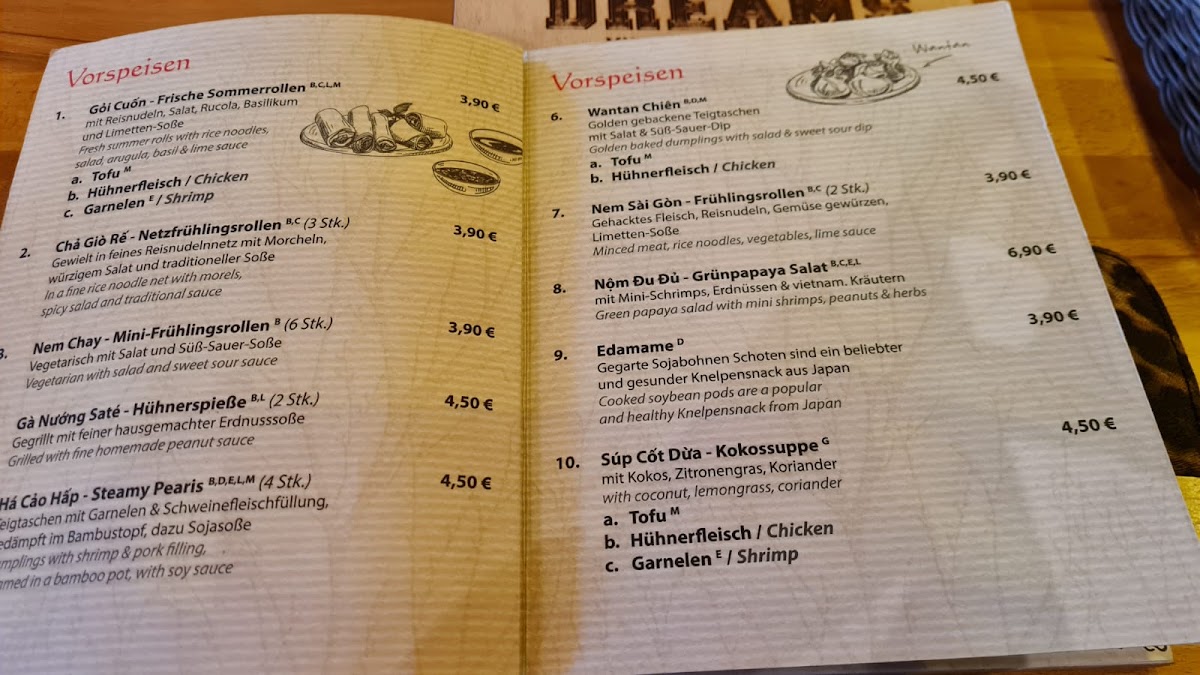 DREAMS
Vorspeisen
1. Gỏi Cuốn - Frische Sommerrollen B,C,L,M 3,90 €
mit Reisnudeln, Salat, Rucola, Basilikum
und Limetten-Soße
Fresh summer rolls with rice noodles,
salad, arugula, basil & lime sauce
a. Tofu M
b. Hühnerfleisch / Chicken
c. Garnelen E / Shrimp
2. Chả Giò Rế - Netzfrühlingsrollen B,C (3 Stk.) 3,90 €
Gewielt in feines Reisnudelnnetz mit Morcheln,
würzigem Salat und traditioneller Soße
In a fine rice noodle net with morels,
spicy salad and traditional sauce
3. Nem Chay - Mini-Frühlingsrollen B (6 Stk.) 3,90 €
Vegetarisch mit Salat und Süß-Sauer-Soße
Vegetarian with salad and sweet sour sauce
Gà Nướng Saté - Hühnerspieße B,L (2 Stk.) 4,50 €
Gegrillt mit feiner hausgemachter Erdnusssoße
Grilled with fine homemade peanut sauce
Há Cảo Hấp - Steamy Pearis B,D,E,L,M (4 Stk.) 4,50 €
eigtaschen mit Garnelen & Schweinefleischfüllung,
edämpft im Bambustopf, dazu Sojasoße
mplings with shrimp & pork filling,
med in a bamboo pot, with soy sauce
Vorspeisen
Wantan
6. Wantan Chiên B,D,M 4,50 €
Golden gebackene Teigtaschen
mit Salat & Süß-Sauer-Dip
Golden baked dumplings with salad & sweet sour dip
a. Tofu M
b. Hühnerfleisch / Chicken
7. Nem Sài Gòn - Frühlingsrollen B,C (2 Stk.) 3,90 €
Gehacktes Fleisch, Reisnudeln, Gemüse gewürzen,
Limetten-Soße
Minced meat, rice noodles, vegetables, lime sauce
8. Nộm Đu Đủ - Grünpapaya Salat B,C,E,L 6,90 €
mit Mini-Schrimps, Erdnüssen & vietnam. Kräutern
Green papaya salad with mini shrimps, peanuts & herbs
9. Edamame D 3,90 €
Gegarte Sojabohnen Schoten sind ein beliebter
und gesunder Knelpensnack aus Japan
Cooked soybean pods are a popular
and healthy Knelpensnack from Japan
10. Súp Cốt Dừa - Kokossuppe G 4,50 €
mit Kokos, Zitronengras, Koriander
with coconut, lemongrass, coriander
a. Tofu M
b. Hühnerfleisch / Chicken
c. Garnelen E / Shrimp